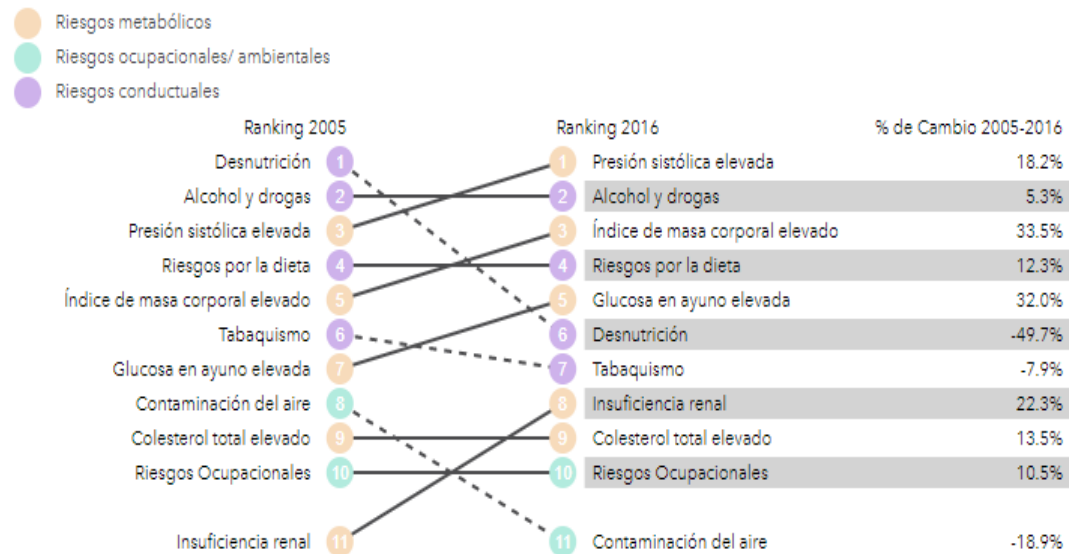 Riesgos metabólicos
Riesgos ocupacionales/ ambientales
Riesgos conductuales
Ranking 2005 Ranking 2016 % de Cambio 2005-2016
Desnutrición 1 1 Presión sistólica elevada 18.2%
Alcohol y drogas 2 2 Alcohol y drogas 5.3%
Presión sistólica elevada 3 3 Índice de masa corporal elevado 33.5%
Riesgos por la dieta 4 4 Riesgos por la dieta 12.3%
Índice de masa corporal elevado 5 5 Glucosa en ayuno elevada 32.0%
Tabaquismo 6 6 Desnutrición -49.7%
Glucosa en ayuno elevada 7 7 Tabaquismo -7.9%
Contaminación del aire 8 8 Insuficiencia renal 22.3%
Colesterol total elevado 9 9 Colesterol total elevado 13.5%
Riesgos Ocupacionales 10 10 Riesgos Ocupacionales 10.5%
Insuficiencia renal 11 11 Contaminación del aire -18.9%